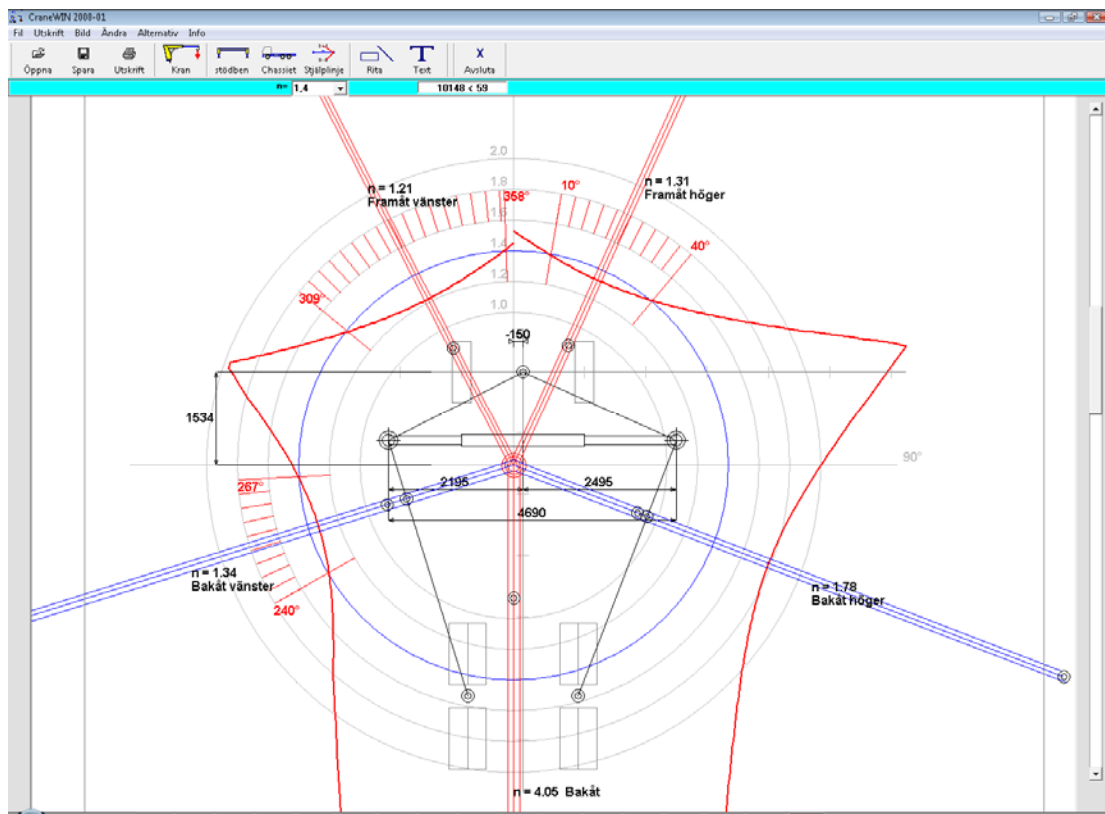 CraneWIN 2008-01
Fil Utskrift Bild Ändra Alternativ Info
Öppna Spara Utskrift Kran stödben Chassiet Stjälplinje Rita Text Avsluta
n= 1.4 10148 < 59
2.0
1.8
1.6
1.4
1.2
1.0
n = 1.21
Framåt vänster
358°
10°
n = 1.31
Framåt höger
40°
309°
-150
1534
90°
267°
2195 2495
4690
n = 1.34
Bakåt vänster
240°
n = 1.78
Bakåt höger
n = 4.05 Bakåt